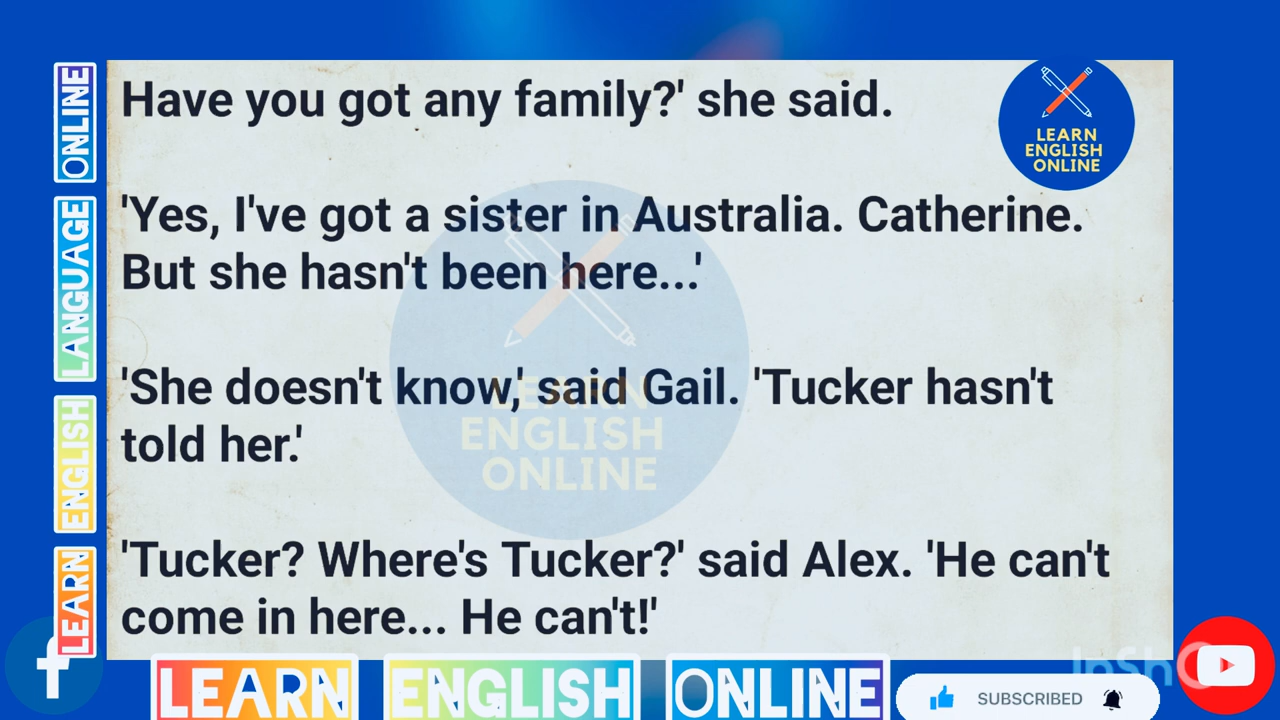 Have you got any family?' she said.
'Yes, I've got a sister in Australia. Catherine.
But she hasn't been here...'
'She doesn't know,' said Gail. 'Tucker hasn't
told her.'
'Tucker? Where's Tucker?' said Alex. 'He can't
come in here... He can't!'
LEARN
ENGLISH
ONLINE
LEARN
ENGLISH
ONLINE
LEARN ENGLISH LANGUAGE ONLINE
LEARN ENGLISH ONLINE
SUBSCRIBED
InShO